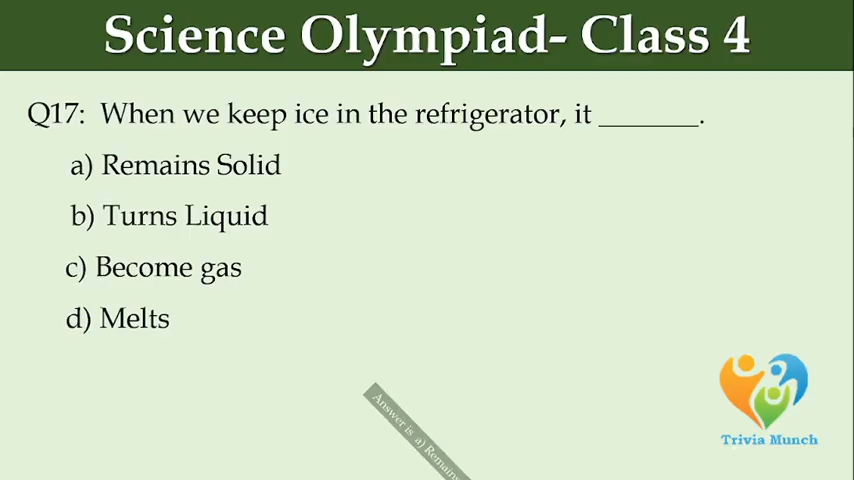 Science Olympiad- Class 4
Q17: When we keep ice in the refrigerator, it _______.
a) Remains Solid
b) Turns Liquid
c) Become gas
d) Melts
Answer is a) Remains
Trivia Munch